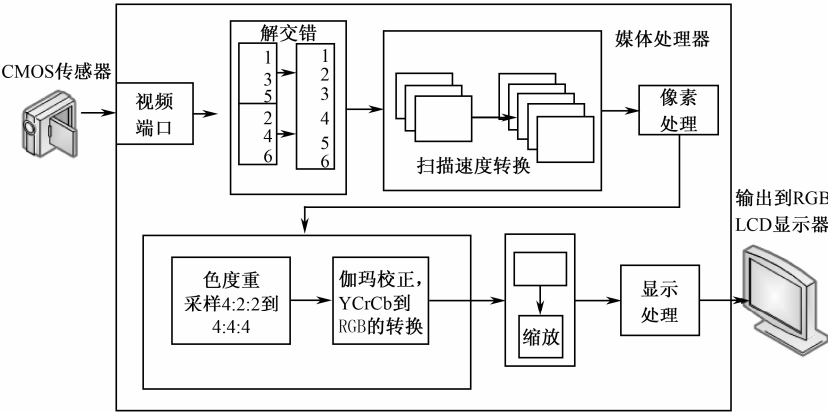 CMOS传感器
视频
端口
解交错
1
3
5
2
4
6
1
2
3
4
5
6
扫描速度转换
媒体处理器
像素
处理
色度重
采样4:2:2到
4:4:4
伽玛校正，
YCrCb到
RGB的转换
缩放
显示
处理
输出到RGB
LCD显示器